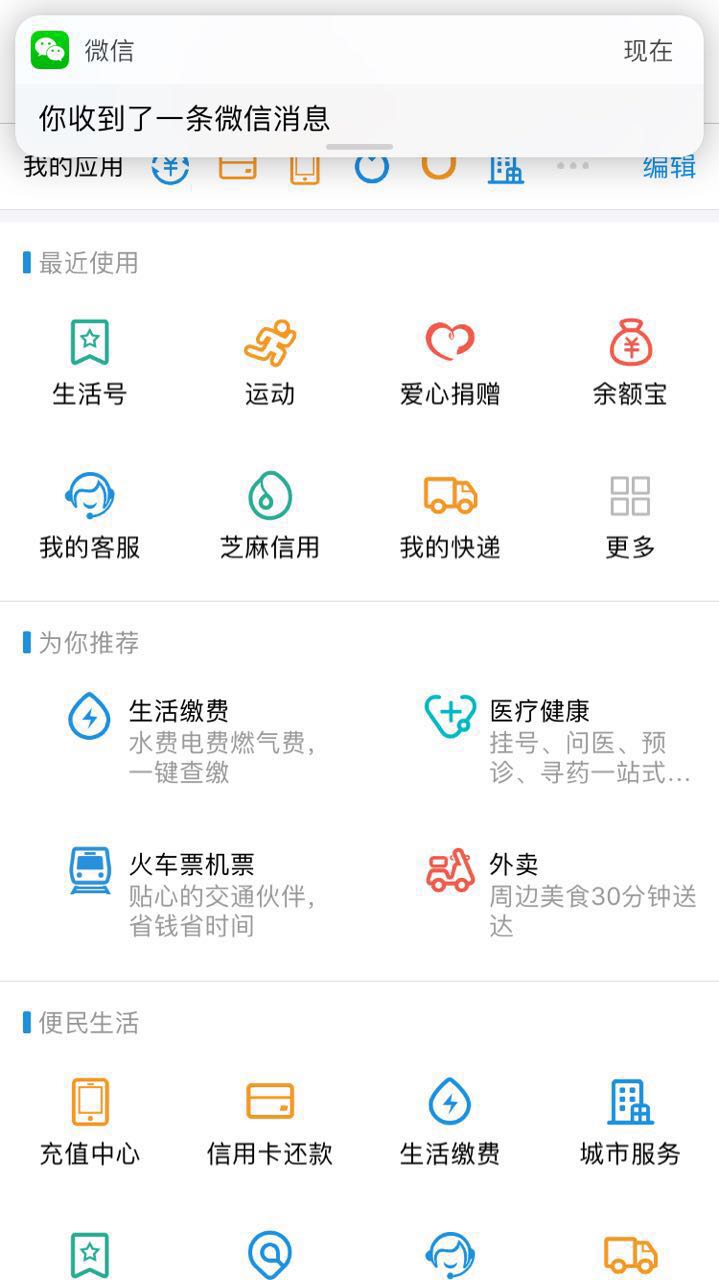 微信 现在
你收到了一条微信消息
我的应用 编辑
最近使用
生活号 运动 爱心捐赠 余额宝
我的客服 芝麻信用 我的快递 更多
为你推荐
生活缴费 医疗健康
水费电费燃气费, 挂号、问医、预
一键查缴 诊、寻药一站式...
火车票机票 外卖
贴心的交通伙伴, 周边美食30分钟送
省钱省时间 达
便民生活
充值中心 信用卡还款 生活缴费 城市服务